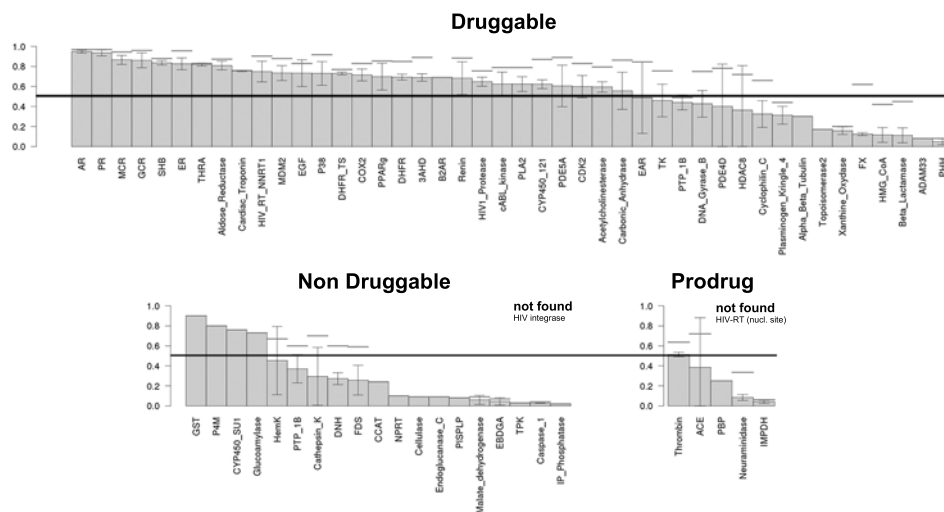 Druggable
1.0
0.8
0.6
0.4
0.2
0.0
AR
PR
MCR
GCR
SHB
ER
THRA
Aldose_Reductase
Cardiac_Troponin
HIV_RT_NNRT1
MDM2
EGF
P38
DHFR_TS
COX2
PPARg
DHFR
3AHD
B2AR
Renin
HIV1_Protease
cABL_kinase
PLA2
CYP450_121
PDE5A
CDK2
Acetylcholinesterase
Carbonic_Anhydrase
EAR
TK
PTP_1B
DNA_Gyrase_B
PDE4D
HDAC8
Cyclophilin_C
Plasminogen_Kringle_4
Alpha_Beta_Tubulin
Topoisomerase2
Xanthine_Oxydase
FX
HMG_CoA
Beta_Lactamase
ADAM33
Non Druggable
not found
HIV integrase
1.0
0.8
0.6
0.4
0.2
0.0
GST
P4M
CYP450_SU1
Glucoamylase
HemK
PTP_1B
Cathepsin_K
DNH
FDS
CCAT
NPRT
Cellulase
Endoglucanase_C
PISPLP
Malate_dehydrogenase
EBDGA
TPK
Caspase_1
IP_Phosphatase
Prodrug
not found
HIV-RT (nucl. site)
1.0
0.8
0.6
0.4
0.2
0.0
Thrombin
ACE
PBP
Neuraminidase
IMPDH